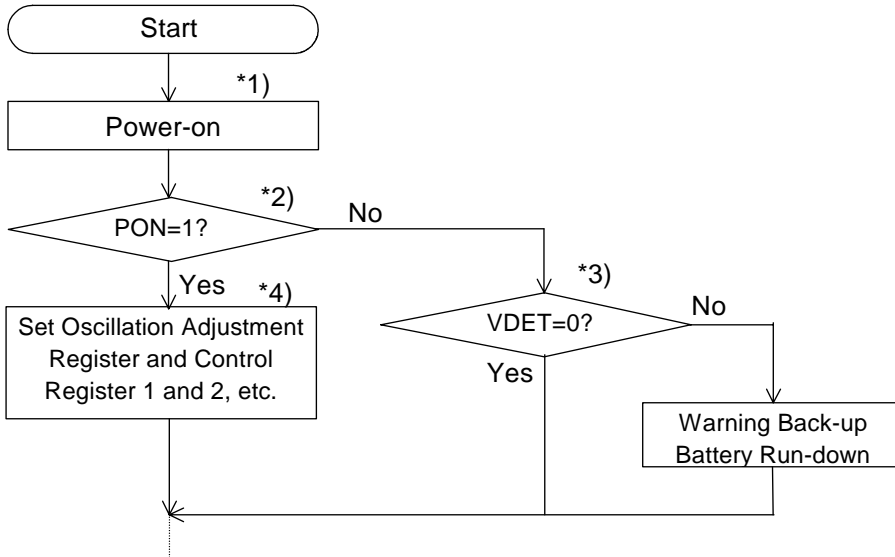 Start
*1)
Power-on
*2)
PON=1?
No
Yes
*3)
*4)
VDET=0?
No
Set Oscillation Adjustment
Register and Control
Register 1 and 2, etc.
Yes
Warning Back-up
Battery Run-down